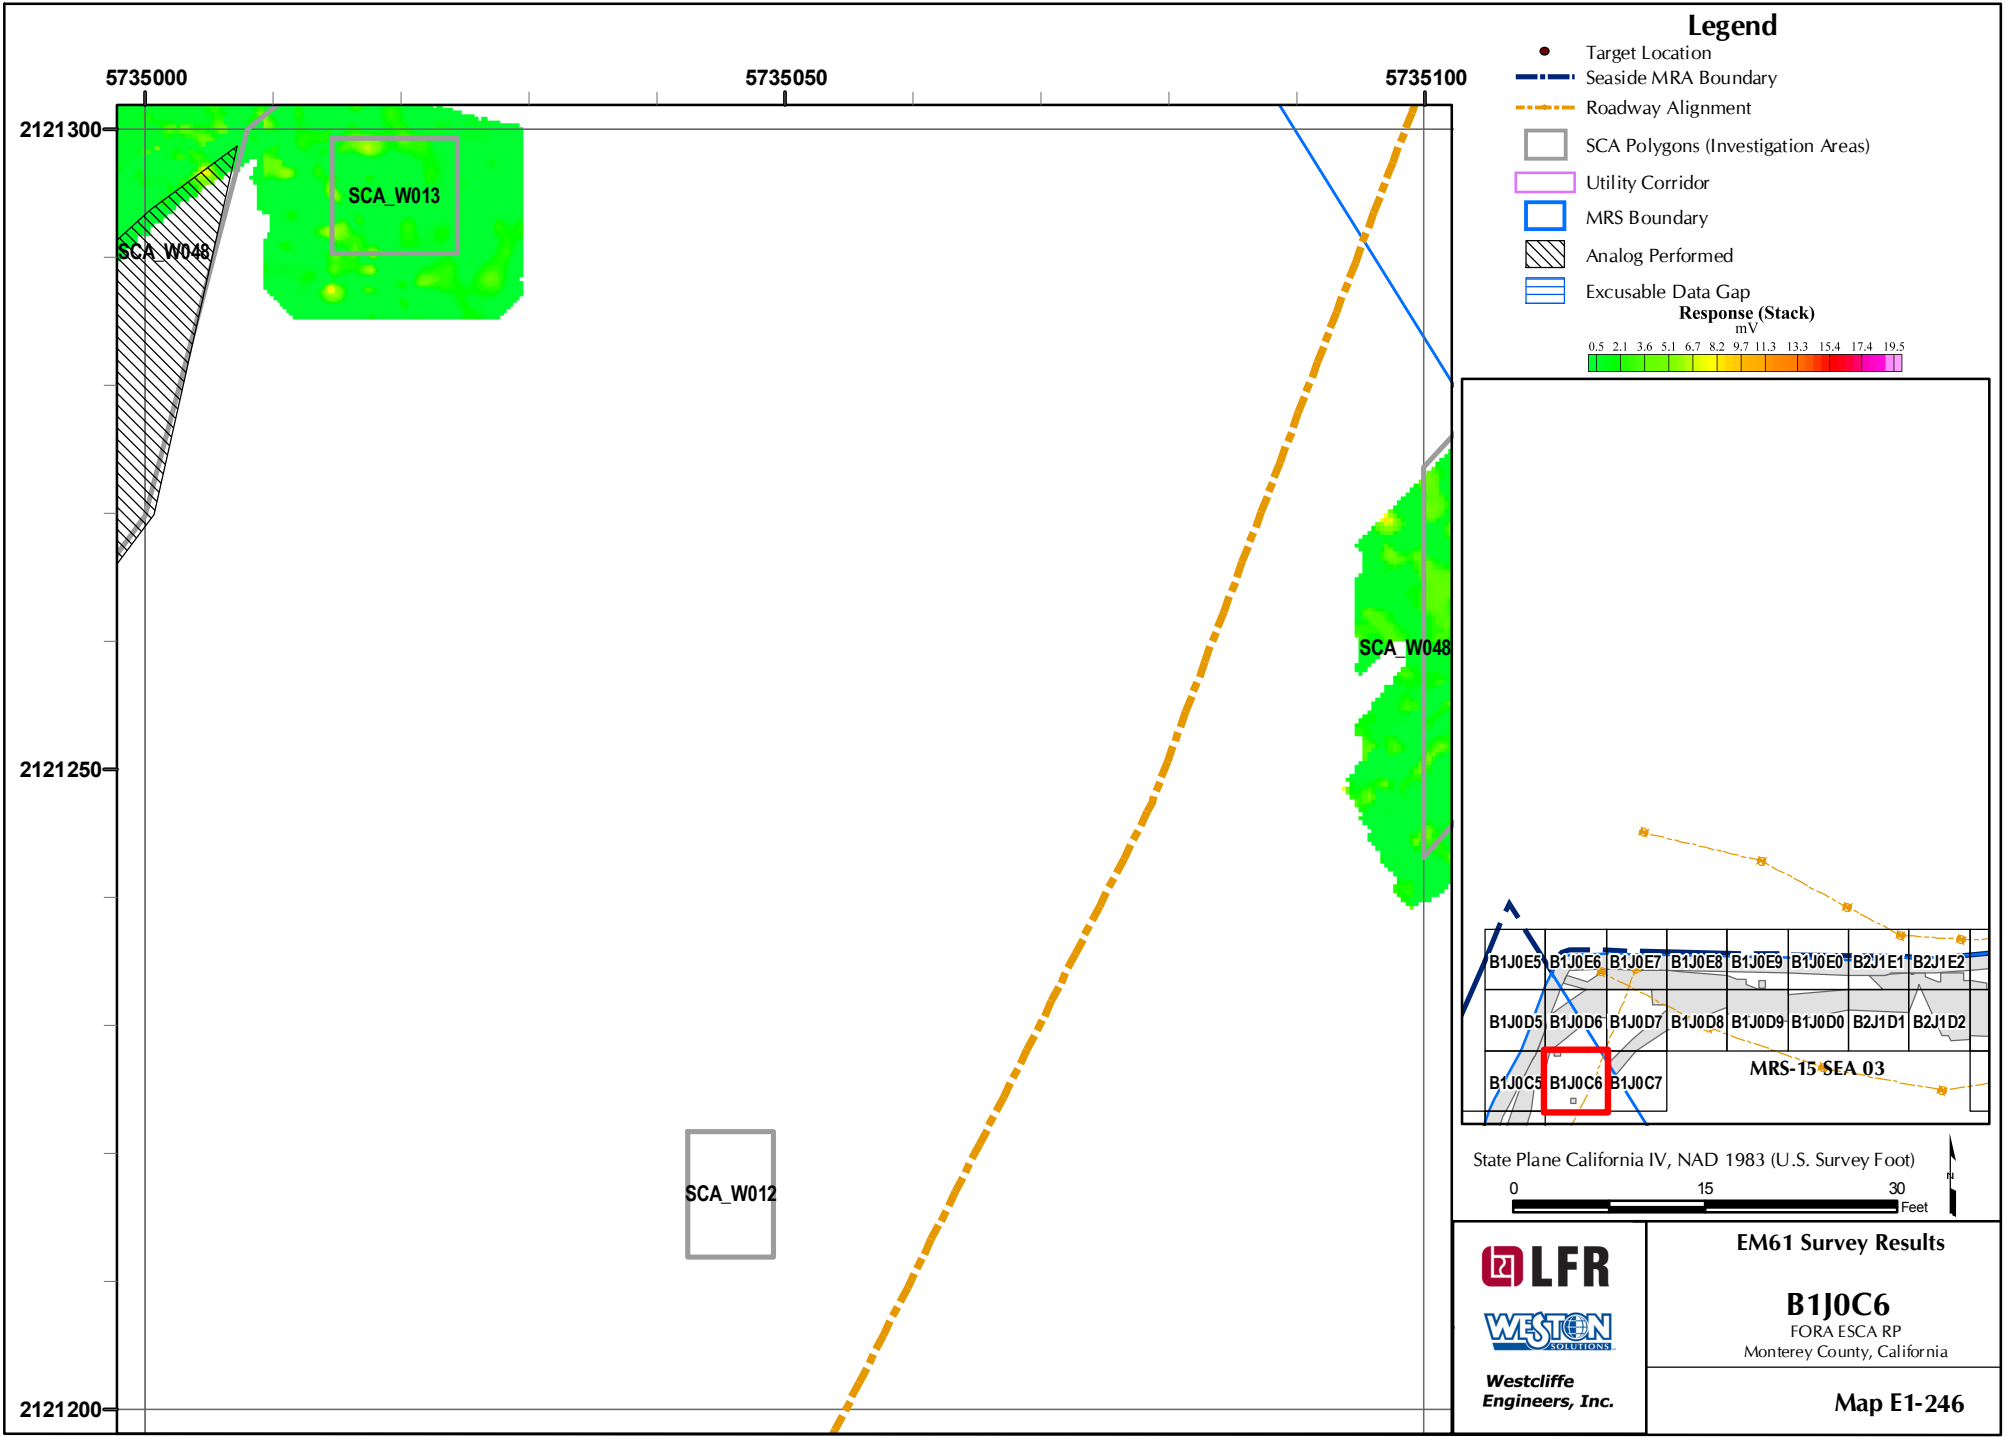 Legend
Target Location
Seaside MRA Boundary
Roadway Alignment
SCA Polygons (Investigation Areas)
Utility Corridor
MRS Boundary
Analog Performed
Excusable Data Gap
Response (Stack)
mV
0.5 2.1 3.6 5.1 6.7 8.2 9.7 11.3 13.3 15.4 17.4 19.5
5735000 5735050 5735100
2121300
2121250
2121200
SCA_W013
SCA_W048
SCA_W048
SCA_W012
B1J0E5 B1J0E6 B1J0E7 B1J0E8 B1J0E9 B1J0E0 B2J1E1 B2J1E2
B1J0D5 B1J0D6 B1J0D7 B1J0D8 B1J0D9 B1J0D0 B2J1D1 B2J1D2
B1J0C5 B1J0C6 B1J0C7
MRS-15 SEA 03
State Plane California IV, NAD 1983 (U.S. Survey Foot)
N
0 15 30
Feet
LFR
WESTON
SOLUTIONS
Westcliffe
Engineers, Inc.
EM61 Survey Results
B1J0C6
FORA ESCA RP
Monterey County, California
Map E1-246